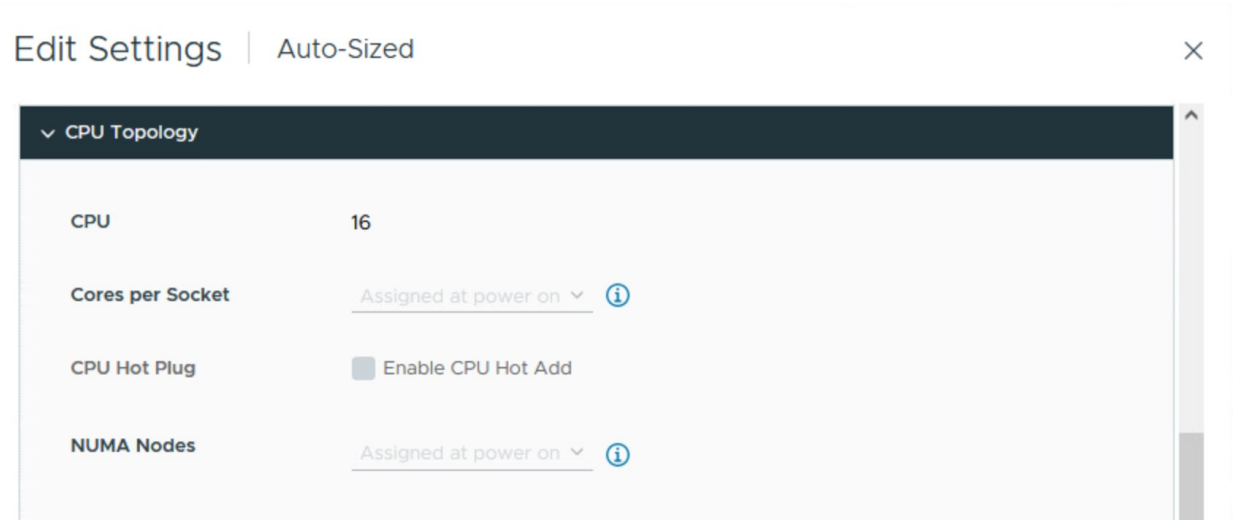 Edit Settings | Auto-Sized
CPU Topology
CPU 16
Cores per Socket Assigned at power on
CPU Hot Plug Enable CPU Hot Add
NUMA Nodes Assigned at power on